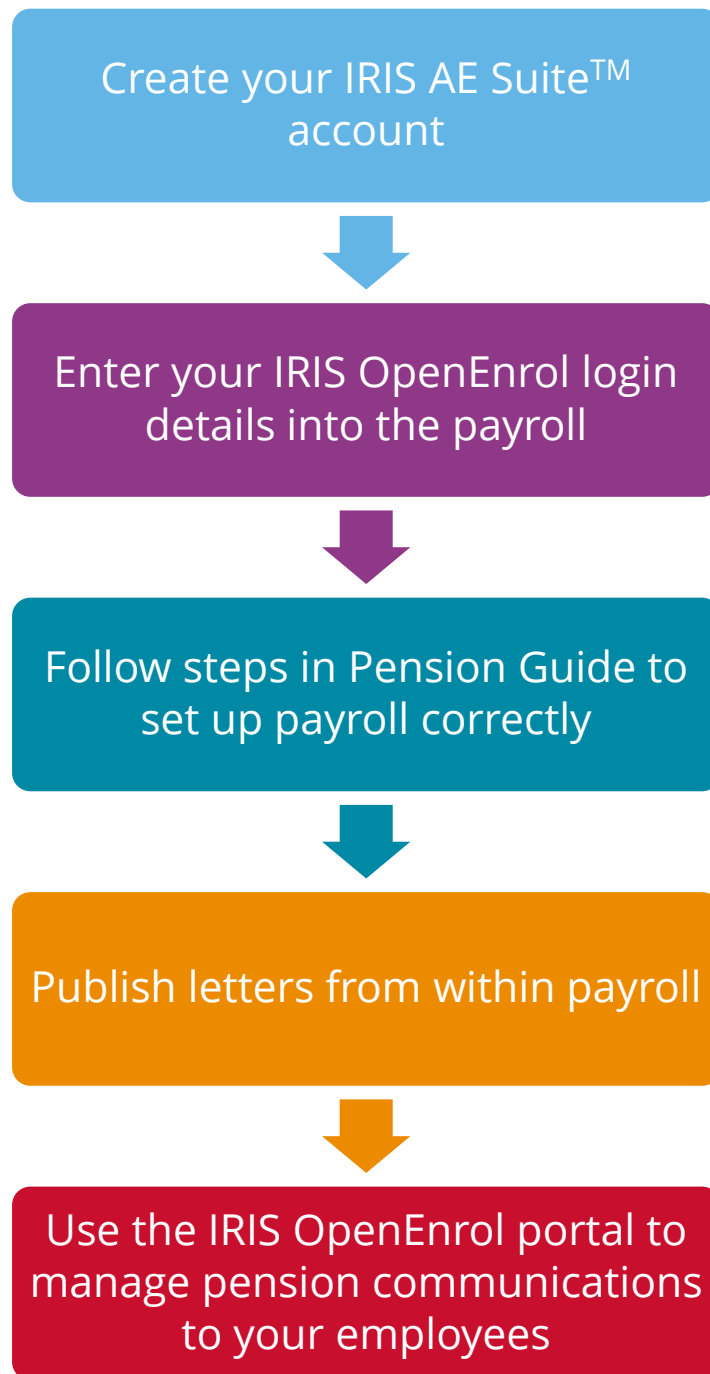 Create your IRIS AE Suite™
account
Enter your IRIS OpenEnrol login
details into the payroll
Follow steps in Pension Guide to
set up payroll correctly
Publish letters from within payroll
Use the IRIS OpenEnrol portal to
manage pension communications
to your employees